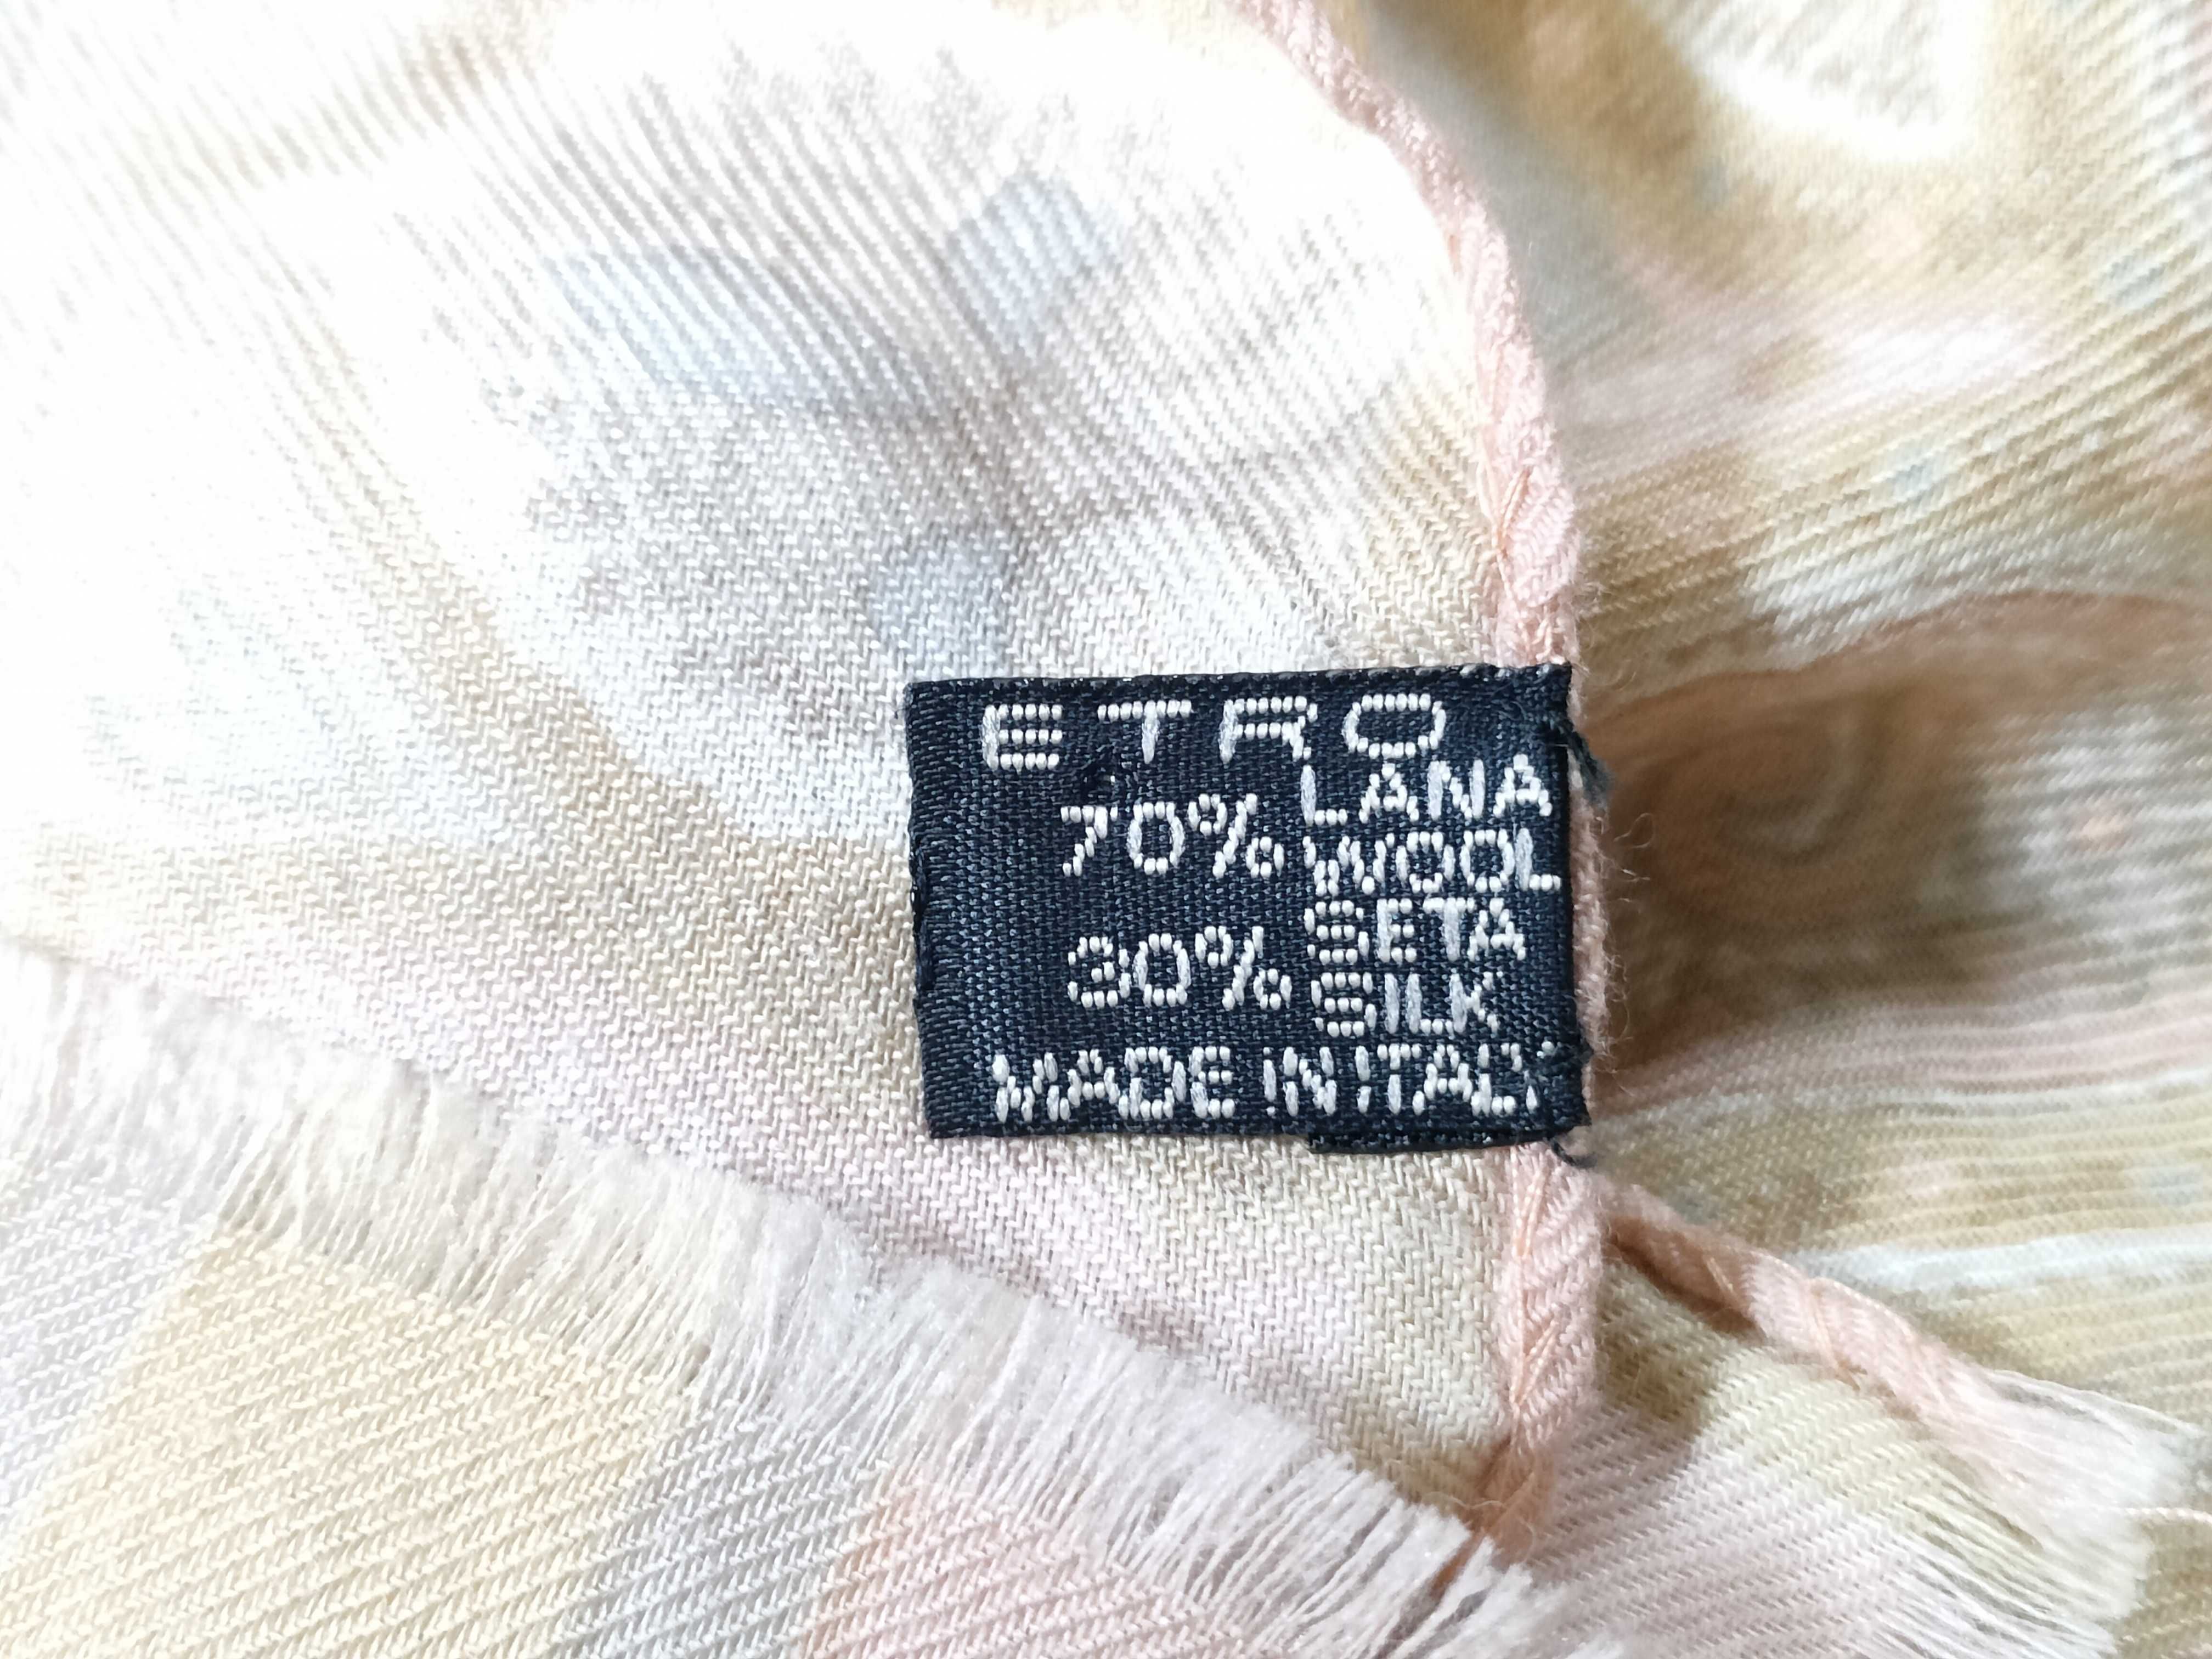 ETRO
70% LANA
WOOL
30% SETA
SILK
MADE IN ITALY